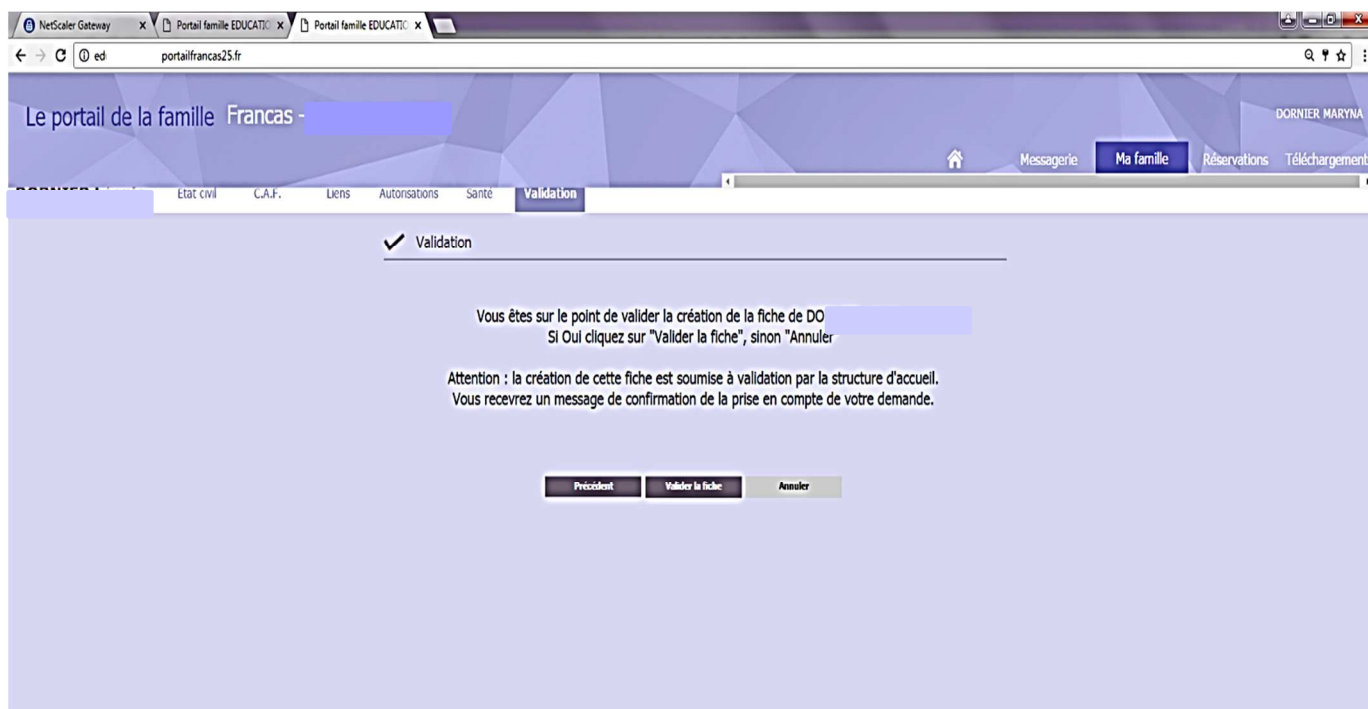 NetScaler Gateway x Portail famille EDUCATIC x Portail famille EDUCATIC x
ed portailfrancas25.fr
Le portail de la famille Francas -
DORNIER MARYNA
Messagerie Ma famille Réservations Téléchargement
Etat civil C.A.F. Liens Autorisations Santé Validation
Validation
Vous êtes sur le point de valider la création de la fiche de DO
Si Oui cliquez sur "Valider la fiche", sinon "Annuler
Attention : la création de cette fiche est soumise à validation par la structure d'accueil.
Vous recevrez un message de confirmation de la prise en compte de votre demande.
Précédent Valider la fiche Annuler